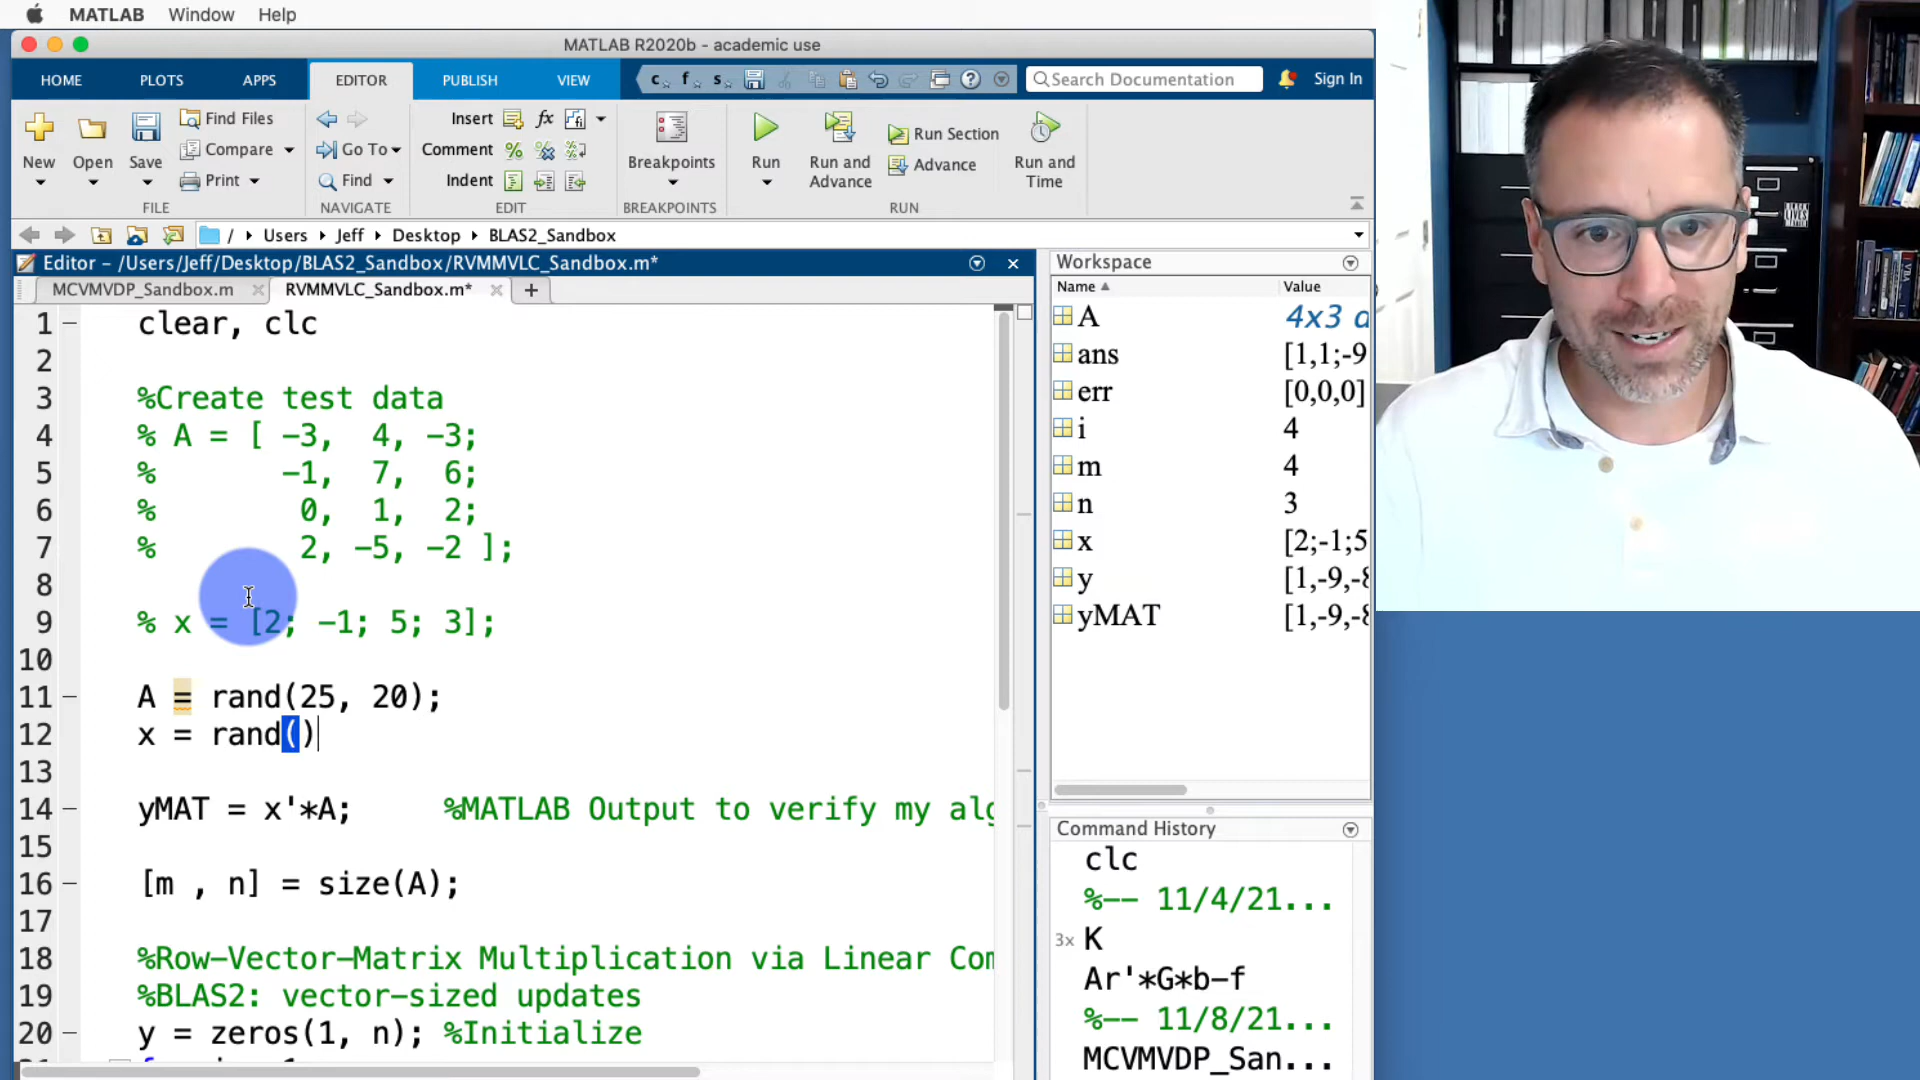 MATLAB Window Help
MATLAB R2020b - academic use
HOME PLOTS APPS EDITOR PUBLISH VIEW Search Documentation Sign In
New Open Save Find Files Compare Print
Go To Find
Insert fx
Comment
Indent
Breakpoints
Run Run and Advance Run Section Advance Run and Time
FILE NAVIGATE EDIT BREAKPOINTS RUN
/ Users Jeff Desktop BLAS2_Sandbox
Editor - /Users/Jeff/Desktop/BLAS2_Sandbox/RVMMVLC_Sandbox.m*
MCVMVDP_Sandbox.m RVMMVLC_Sandbox.m* +
1 clear, clc
2
3 %Create test data
4 % A = [ -3, 4, -3;
5 % -1, 7, 6;
6 % 0, 1, 2;
7 % 2, -5, -2 ];
8
9 % x = [2; -1; 5; 3];
10
11 A = rand(25, 20);
12 x = rand()
13
14 yMAT = x'*A; %MATLAB Output to verify my alg
15
16 [m , n] = size(A);
17
18 %Row-Vector-Matrix Multiplication via Linear Com
19 %BLAS2: vector-sized updates
20 y = zeros(1, n); %Initialize
Workspace
Name Value
A 4x3 d
ans [1,1;-9
err [0,0,0]
i 4
m 4
n 3
x [2;-1;5
y [1,-9,-8
yMAT [1,-9,-8
Command History
clc
%-- 11/4/21...
3x K
Ar'*G*b-f
%-- 11/8/21...
MCVMVDP_San...